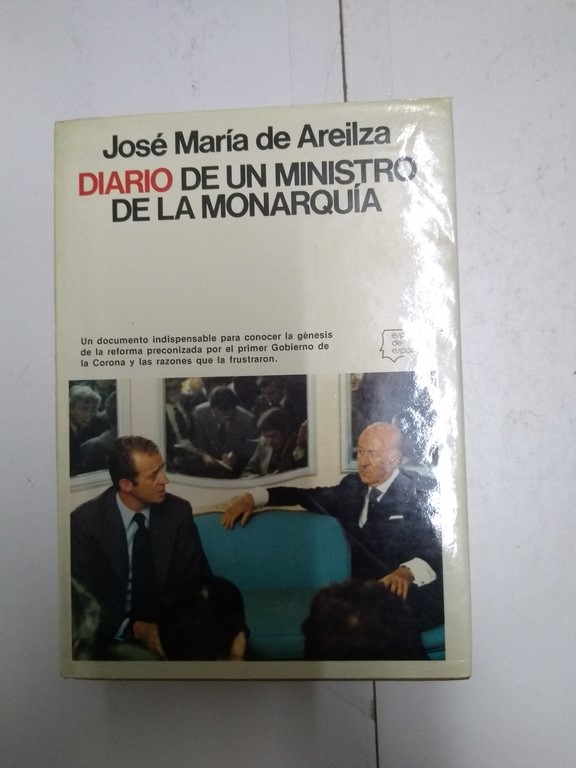 José María de Areilza
DIARIO DE UN MINISTRO
DE LA MONARQUÍA
Un documento indispensable para conocer la génesis
de la reforma preconizada por el primer Gobierno de
la Corona y las razones que la frustraron.
de